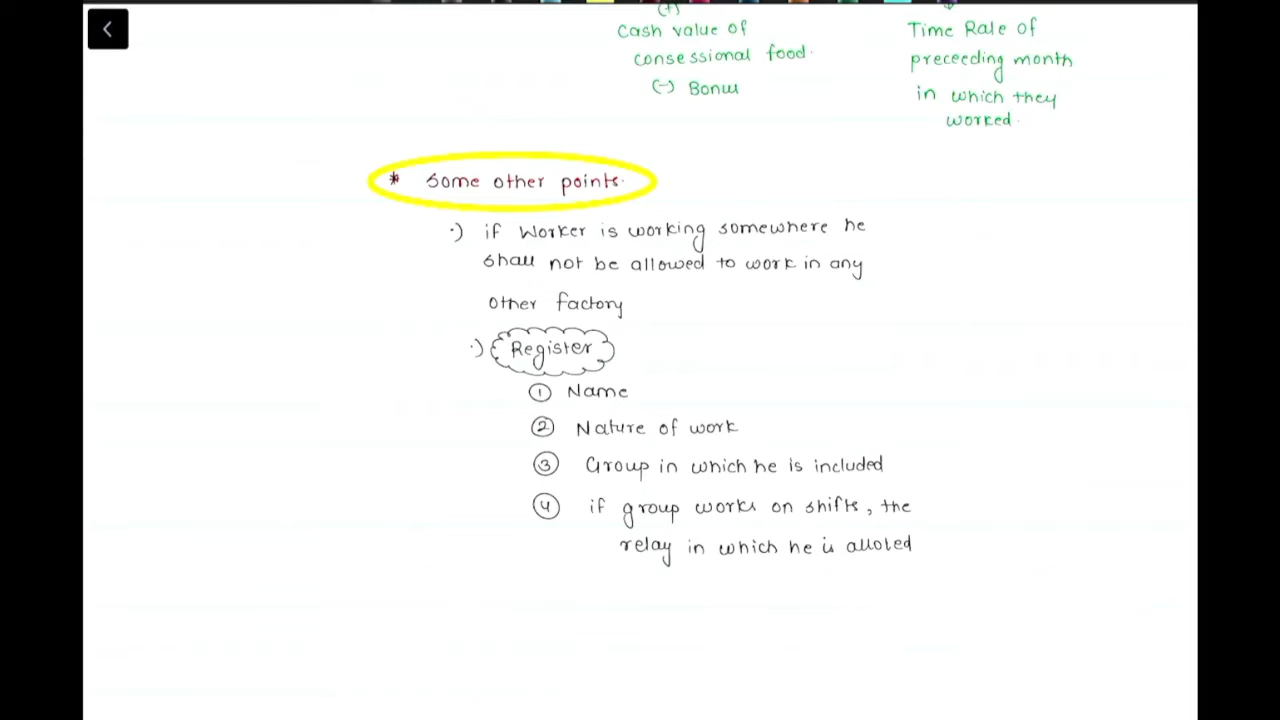 (+)
Cash value of
consessional food.
(-) Bonus
Time Rate of
preceeding month
in which they
worked.
* Some other points.
·) if Worker is working somewhere he
shall not be allowed to work in any
other factory
·) Register
① Name
② Nature of work
③ Group in which he is included
④ if group works on shifts, the
relay in which he is alloted